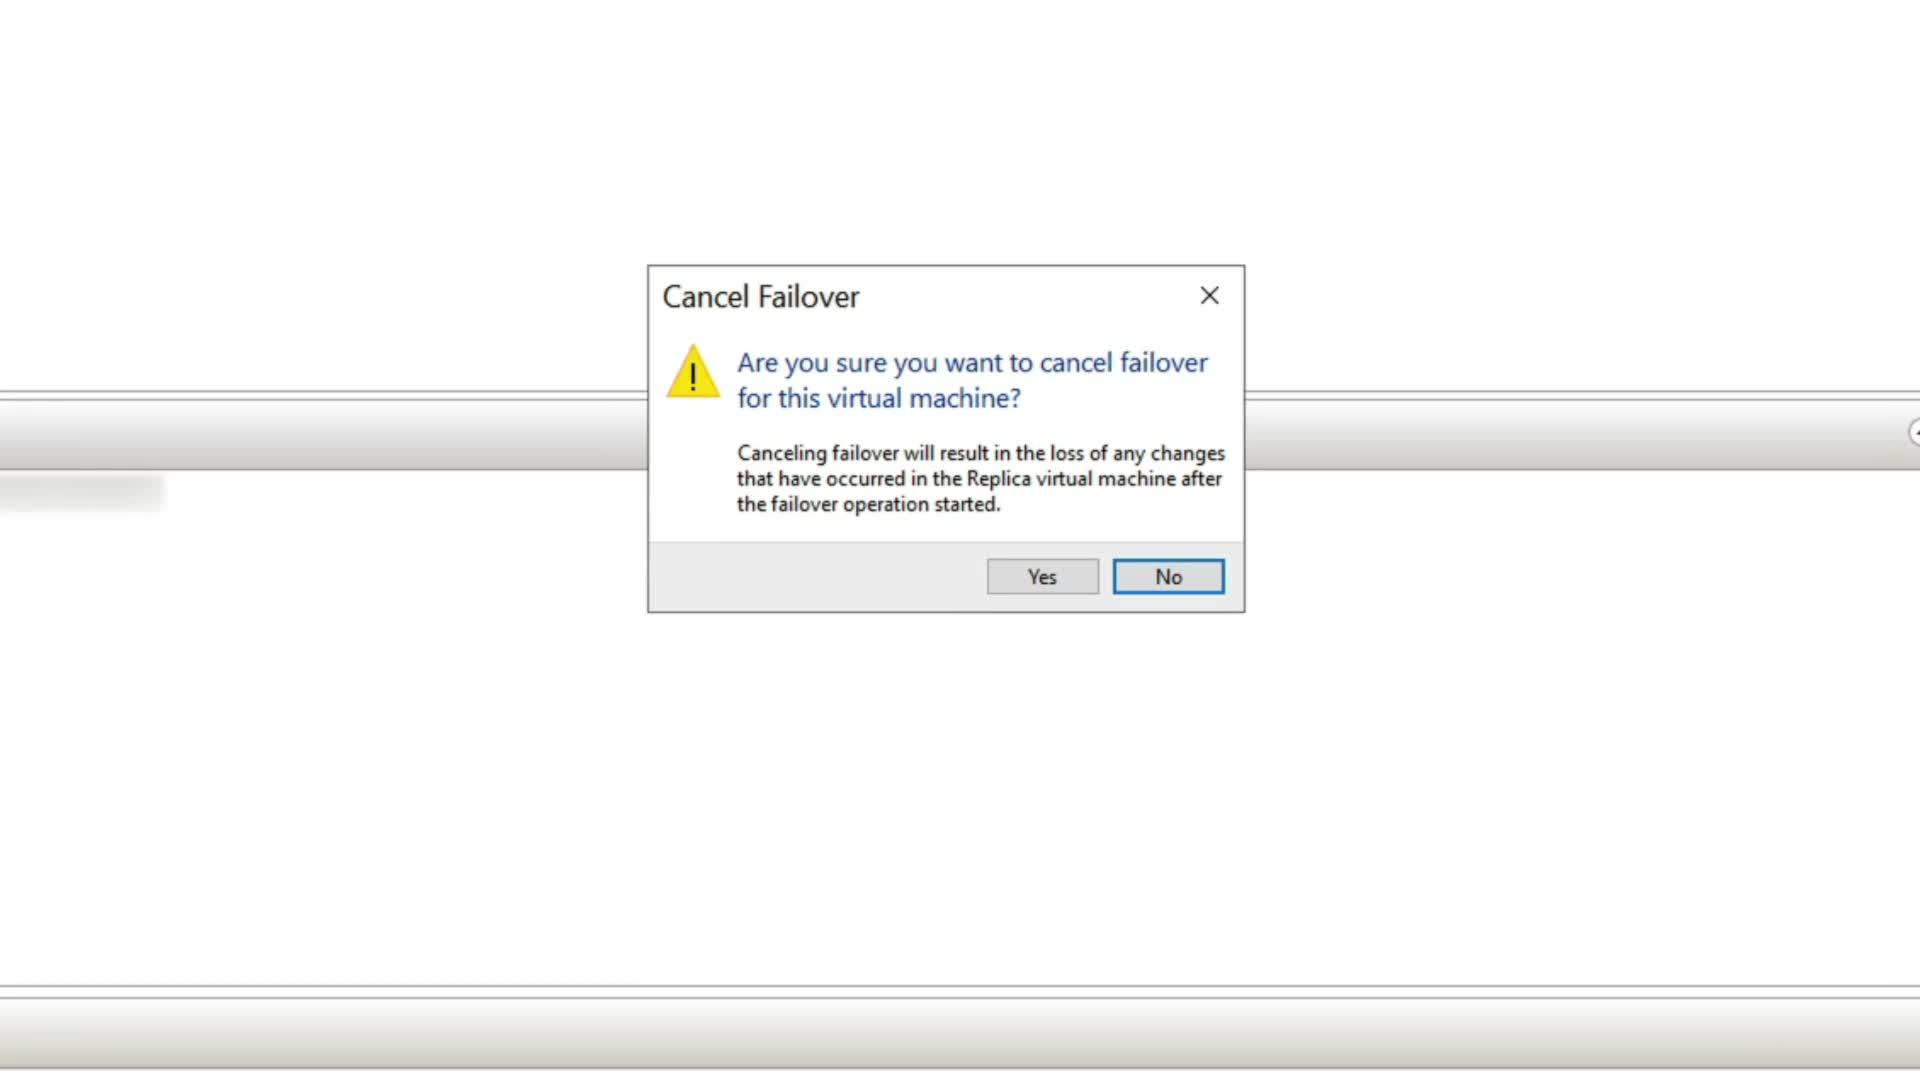 Cancel Failover
Are you sure you want to cancel failover
for this virtual machine?
Canceling failover will result in the loss of any changes
that have occurred in the Replica virtual machine after
the failover operation started.
Yes
No